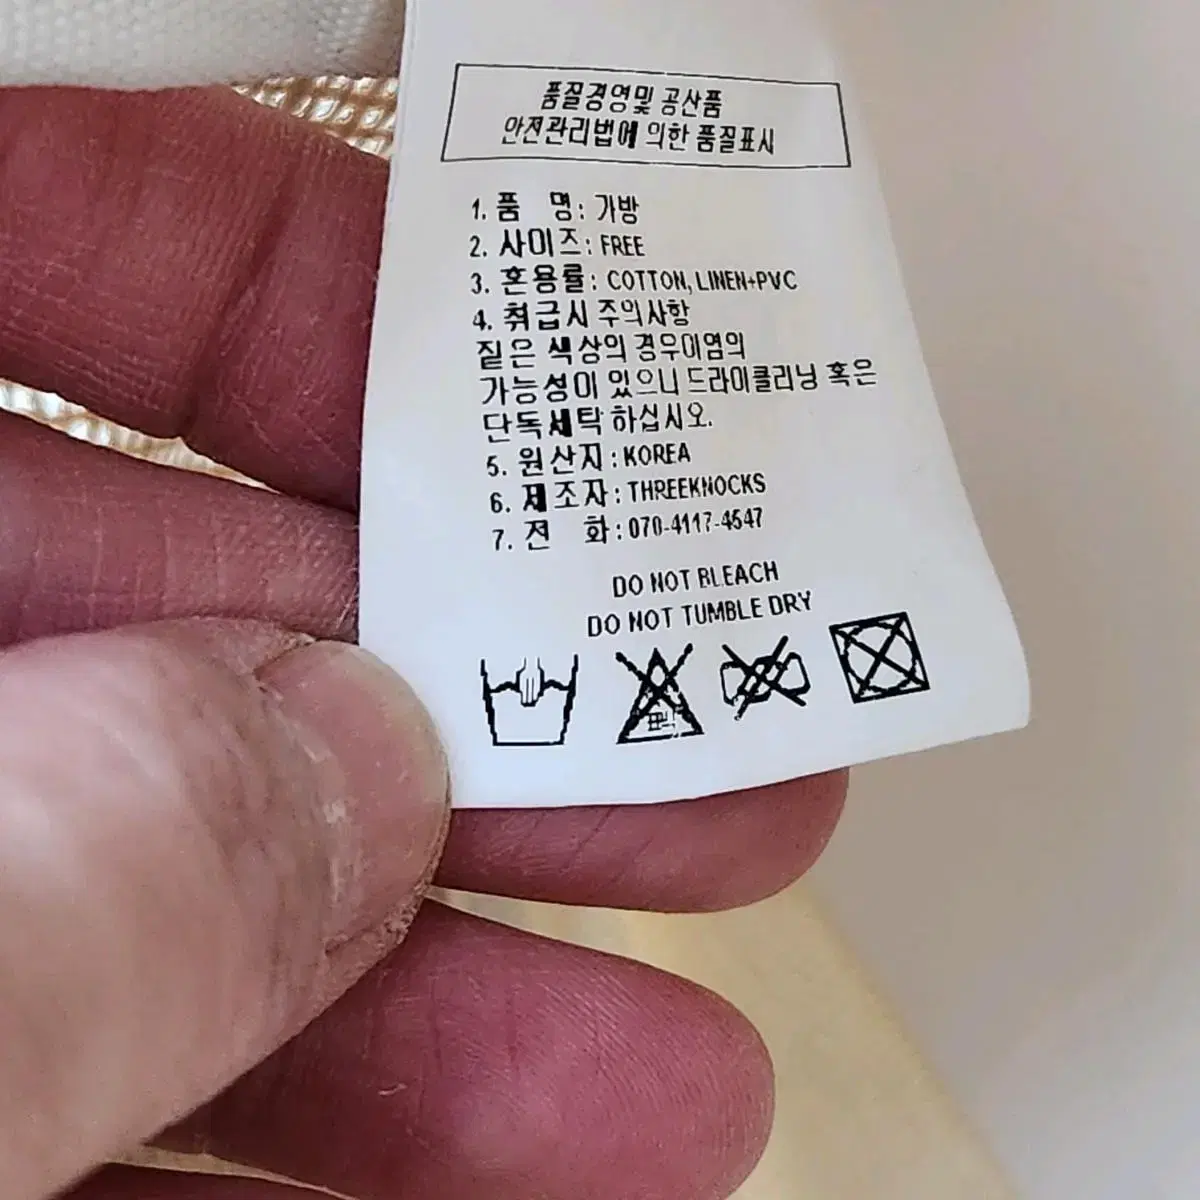 품질경영및 공산품
안전관리법에 의한 품질표시
1. 품 명 : 가방
2. 사이즈 : FREE
3. 혼용률 : COTTON, LINEN+PVC
4. 취급시 주의사항
짙은 색상의 경우이염의
가능성이 있으니 드라이클리닝 혹은
단독세탁 하십시오.
5. 원산지 : KOREA
6. 제조자 : THREEKNOCKS
7. 전 화 : 070-4117-4547
DO NOT BLEACH
DO NOT TUMBLE DRY